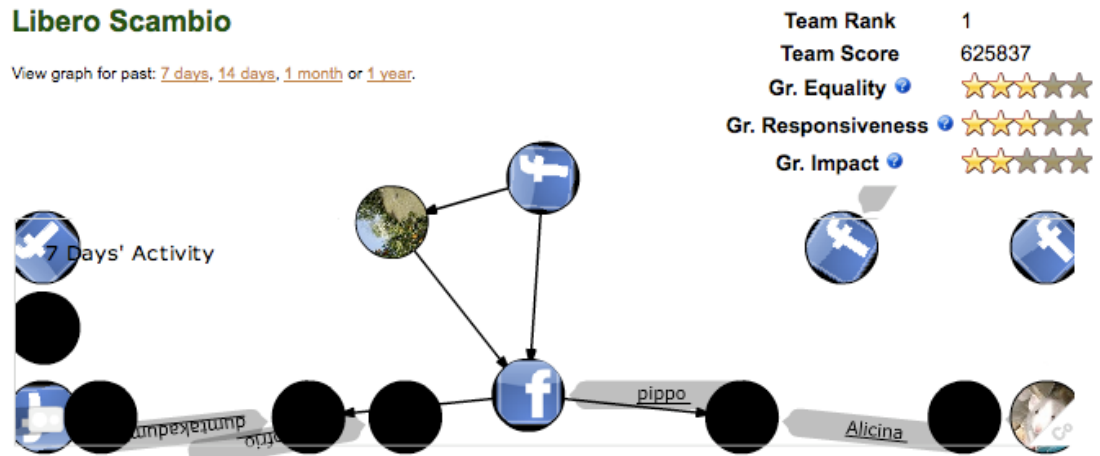 Libero Scambio
View graph for past: 7 days, 14 days, 1 month or 1 year.
Team Rank 1
Team Score 625837
Gr. Equality ?
Gr. Responsiveness ?
Gr. Impact ?
7 Days' Activity
pippo
dumtakadum
Alicina